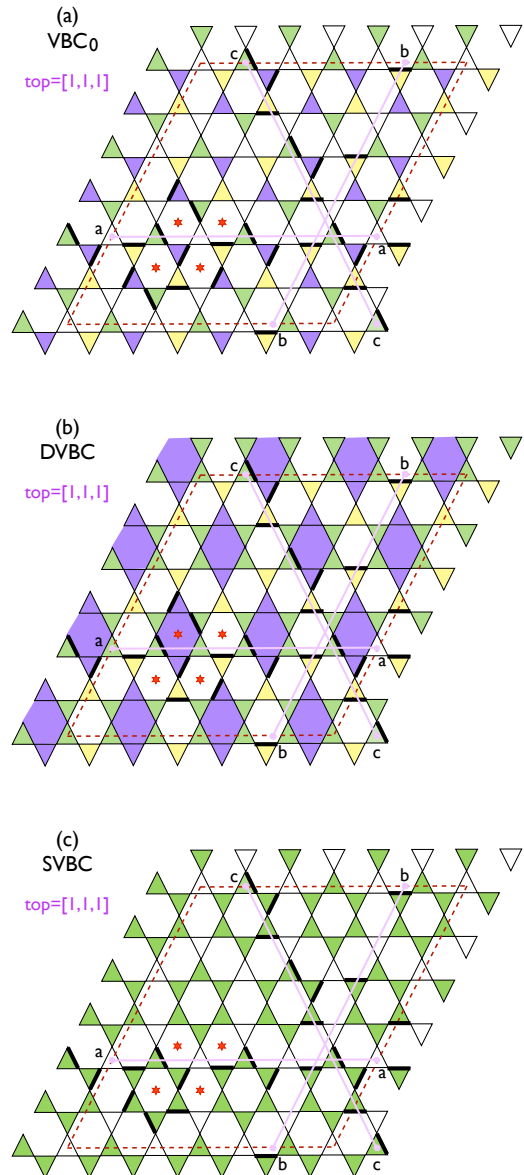 (a)
VBC₀
top=[1,1,1]
c
b
a
a
b
c
(b)
DVBC
top=[1,1,1]
c
b
a
a
b
c
(c)
SVBC
top=[1,1,1]
c
b
a
a
b
c